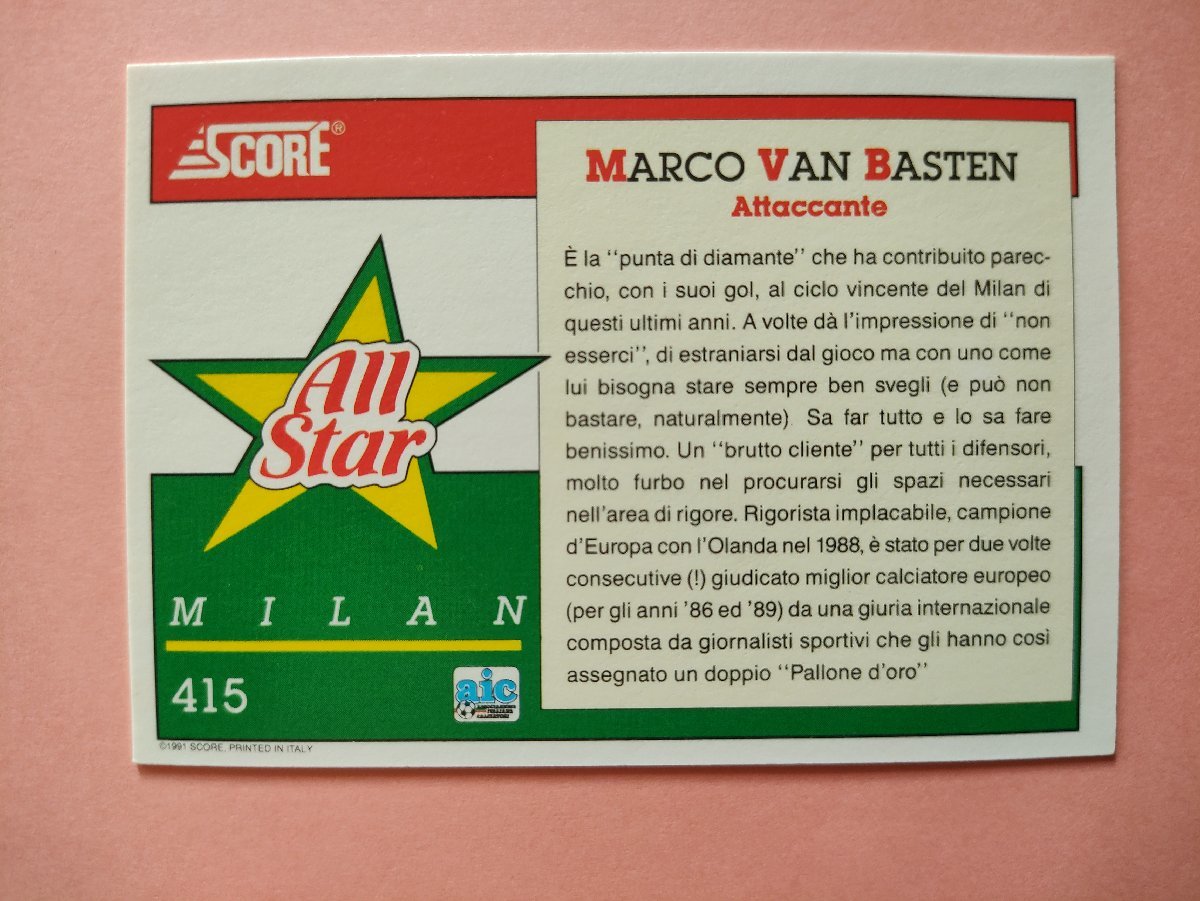 SCORE®
MARCO VAN BASTEN
Attaccante
È la "punta di diamante" che ha contribuito parec-
chio, con i suoi gol, al ciclo vincente del Milan di
questi ultimi anni. A volte dà l'impressione di "non
esserci", di estraniarsi dal gioco ma con uno come
lui bisogna stare sempre ben svegli (e può non
bastare, naturalmente). Sa far tutto e lo sa fare
benissimo. Un "brutto cliente" per tutti i difensori,
molto furbo nel procurarsi gli spazi necessari
nell'area di rigore. Rigorista implacabile, campione
d'Europa con l'Olanda nel 1988, è stato per due volte
consecutive (!) giudicato miglior calciatore europeo
(per gli anni '86 ed '89) da una giuria internazionale
composta da giornalisti sportivi che gli hanno così
assegnato un doppio "Pallone d'oro"
All
Star
MILAN
415
aic
ASSOCIAZIONE
ITALIANA
CALCIATORI
©1991 SCORE, PRINTED IN ITALY